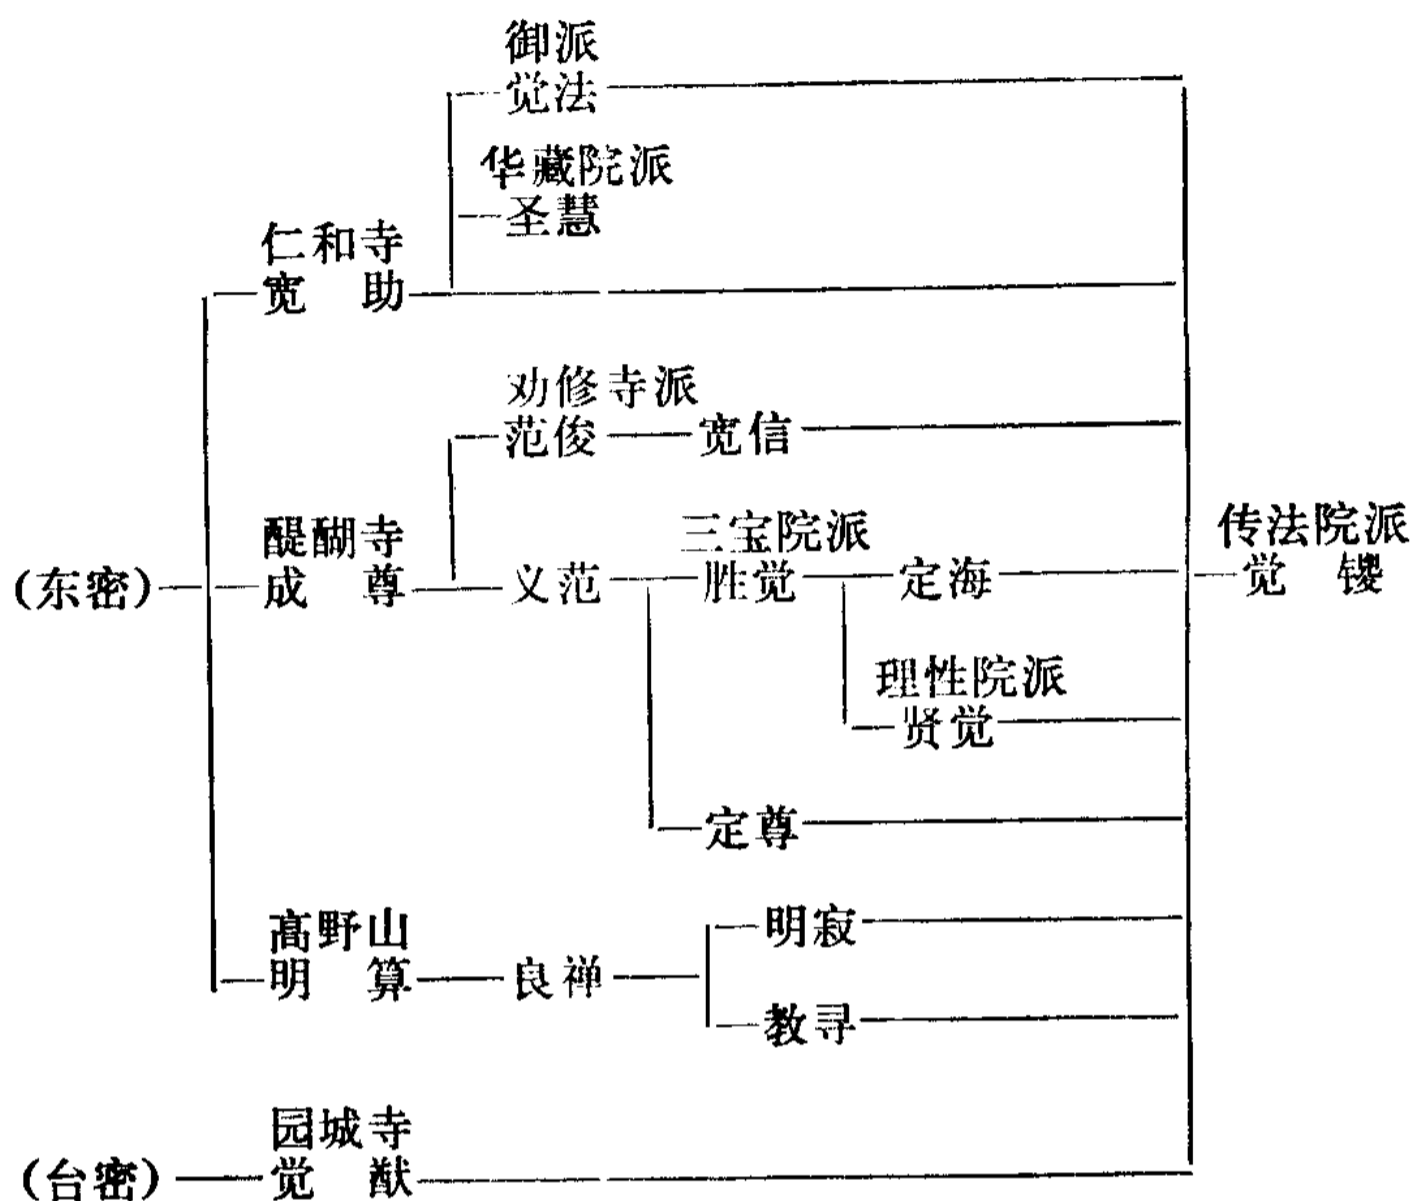 御派
觉法
华藏院派
圣慧
仁和寺
宽 助
劝修寺派
范俊 宽信
醍醐寺
三宝院派
传法院派
(东密) 成 尊 义范 胜觉 定海 觉 锾
理性院派
贤觉
定尊
高野山
明寂
明 算 良禅
教寻
园城寺
(台密) 觉 猷